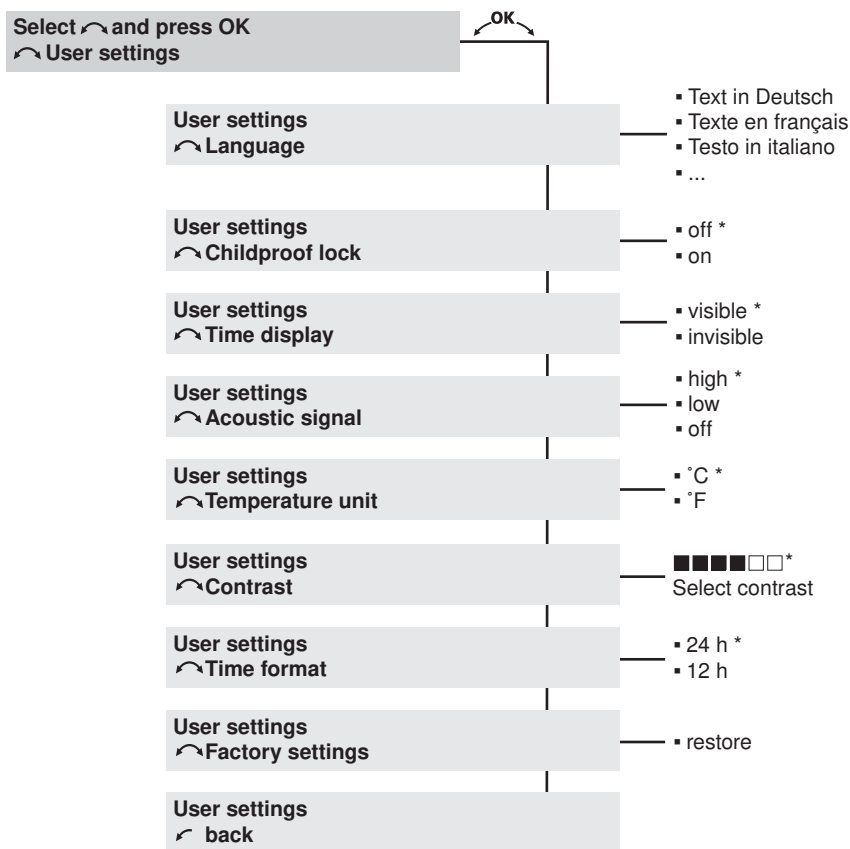 Select and press OK
User settings
OK
User settings
Language
▪ Text in Deutsch
▪ Texte en français
▪ Testo in italiano
▪ ...
User settings
Childproof lock
▪ off *
▪ on
User settings
Time display
▪ visible *
▪ invisible
User settings
Acoustic signal
▪ high *
▪ low
▪ off
User settings
Temperature unit
▪ °C *
▪ °F
User settings
Contrast
■■■■□□*
Select contrast
User settings
Time format
▪ 24 h *
▪ 12 h
User settings
Factory settings
▪ restore
User settings
back